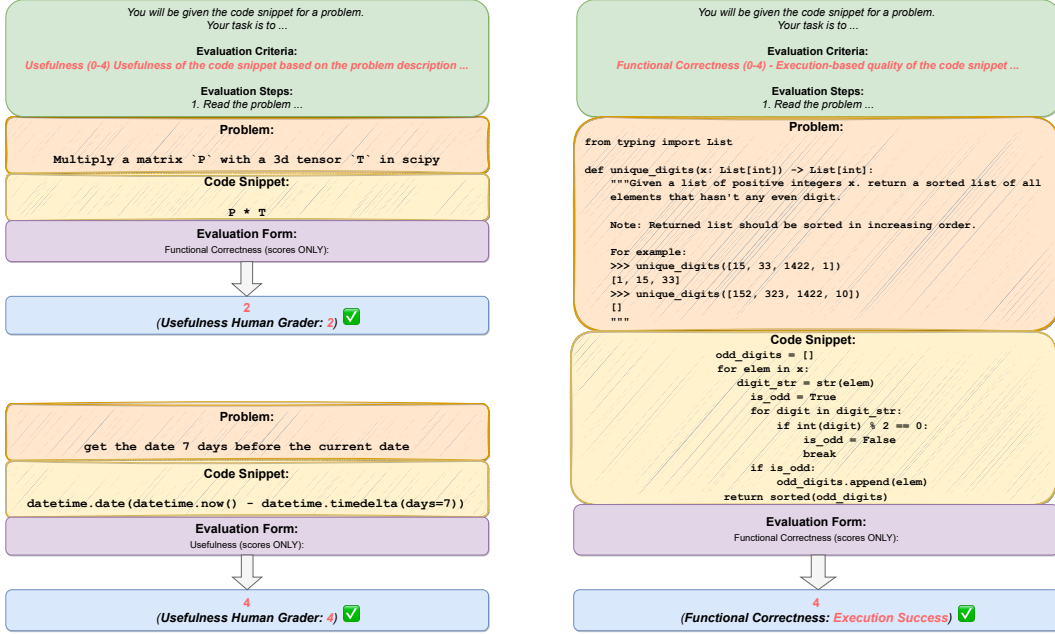 You will be given the code snippet for a problem.
Your task is to ...
Evaluation Criteria:
Usefulness (0-4) Usefulness of the code snippet based on the problem description ...
Evaluation Steps:
1. Read the problem ...
Problem:
Multiply a matrix `P` with a 3d tensor `T` in scipy
Code Snippet:
P * T
Evaluation Form:
Functional Correctness (scores ONLY):
2
(Usefulness Human Grader: 2) ✅
Problem:
get the date 7 days before the current date
Code Snippet:
datetime.date(datetime.now() - datetime.timedelta(days=7))
Evaluation Form:
Usefulness (scores ONLY):
4
(Usefulness Human Grader: 4) ✅
You will be given the code snippet for a problem.
Your task is to ...
Evaluation Criteria:
Functional Correctness (0-4) - Execution-based quality of the code snippet ...
Evaluation Steps:
1. Read the problem ...
Problem:
from typing import List
def unique_digits(x: List[int]) -> List[int]:
"""Given a list of positive integers x. return a sorted list of all
elements that hasn't any even digit.
Note: Returned list should be sorted in increasing order.
For example:
>>> unique_digits([15, 33, 1422, 1])
[1, 15, 33]
>>> unique_digits([152, 323, 1422, 10])
[]
"""
Code Snippet:
odd_digits = []
for elem in x:
digit_str = str(elem)
is_odd = True
for digit in digit_str:
if int(digit) % 2 == 0:
is_odd = False
break
if is_odd:
odd_digits.append(elem)
return sorted(odd_digits)
Evaluation Form:
Functional Correctness (scores ONLY):
4
(Functional Correctness: Execution Success) ✅